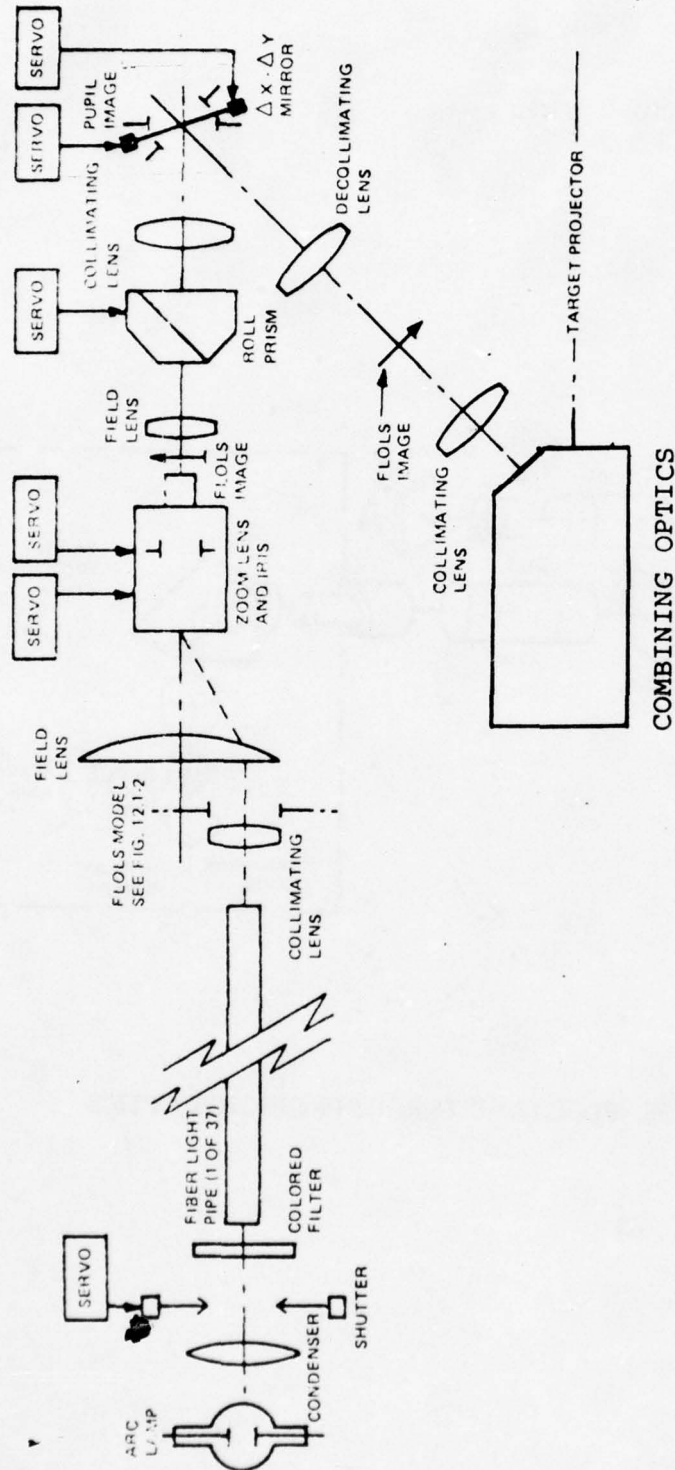 ARC
LAMP
CONDENSER
SERVO
SHUTTER
COLORED
FILTER
FIBER LIGHT
PIPE (1 OF 37)
COLLIMATING
LENS
FLOLS MODEL
SEE FIG. 12.1-2
FIELD
LENS
SERVO
SERVO
ZOOM LENS
AND IRIS
FLOLS
IMAGE
FIELD
LENS
SERVO
ROLL
PRISM
COLLIMATING
LENS
SERVO
PUPIL
IMAGE
SERVO
ΔX·ΔY
MIRROR
DECOLLIMATING
LENS
FLOLS
IMAGE
COLLIMATING
LENS
TARGET PROJECTOR
COMBINING OPTICS